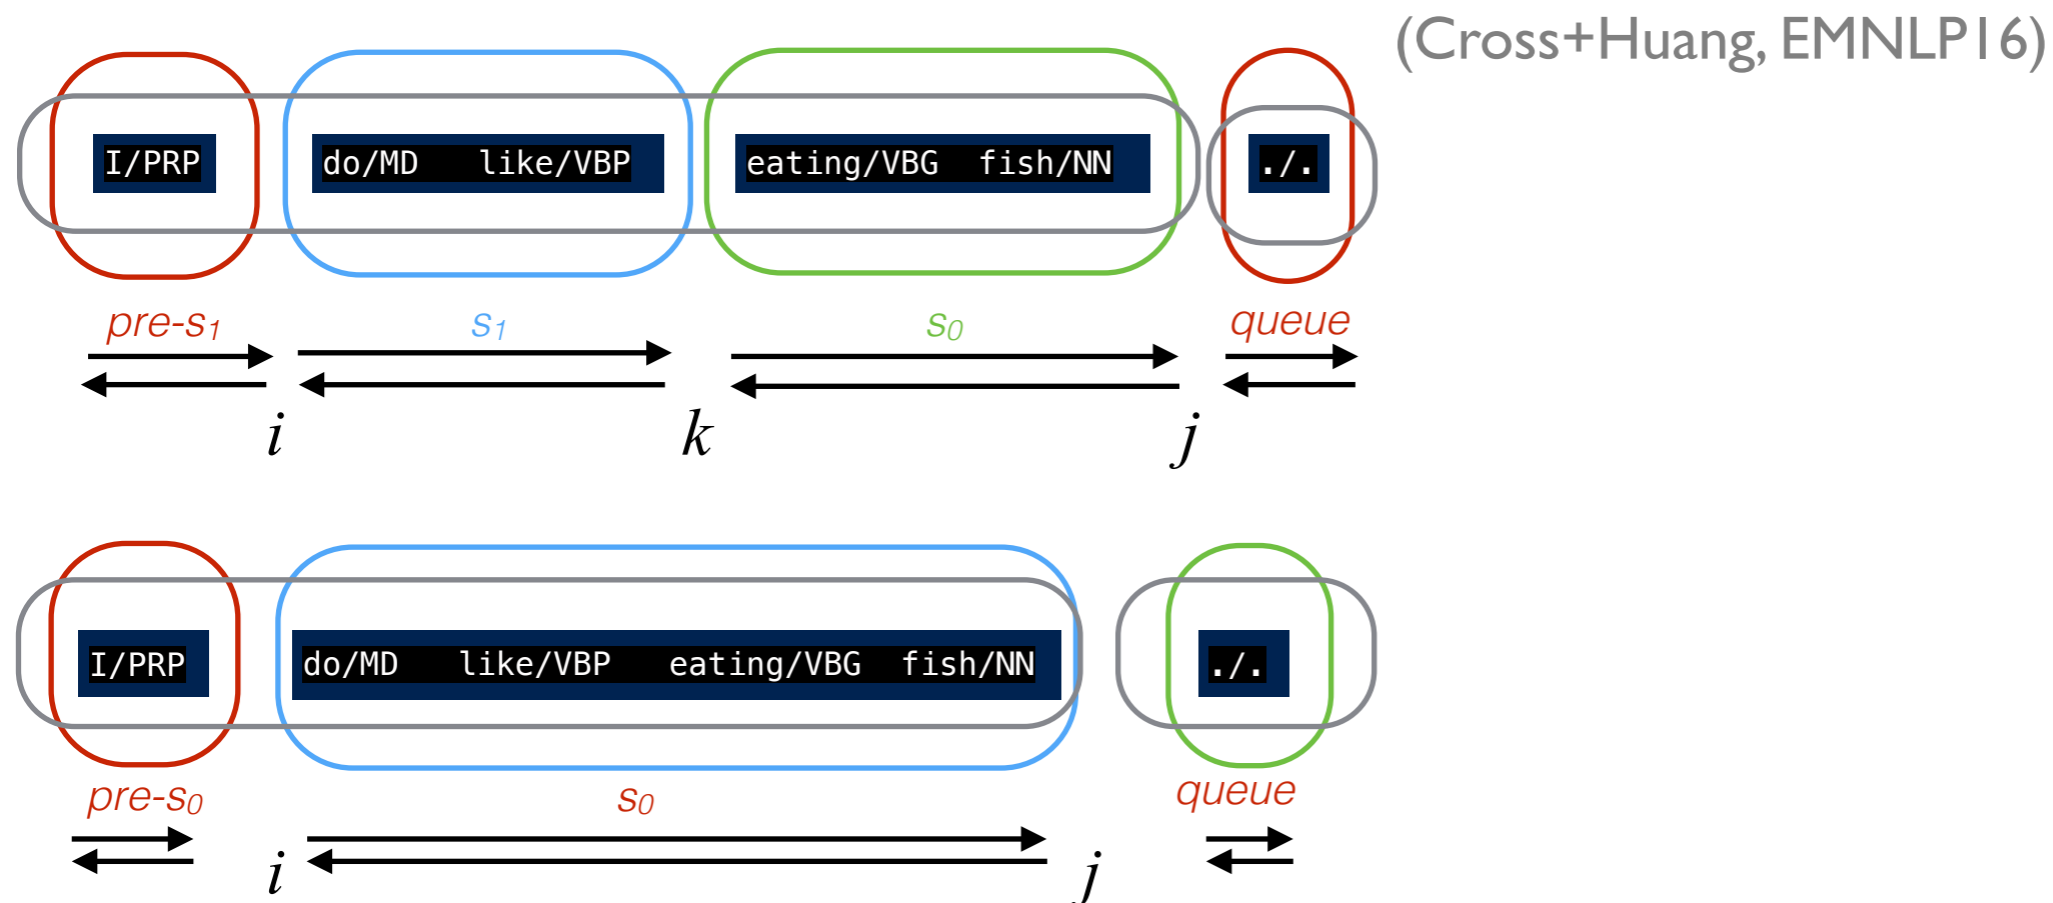 (Cross+Huang, EMNLP16)
I/PRP do/MD like/VBP eating/VBG fish/NN ./.
pre-s₁ s₁ s₀ queue
i k j
I/PRP do/MD like/VBP eating/VBG fish/NN ./.
pre-s₀ s₀ queue
i j